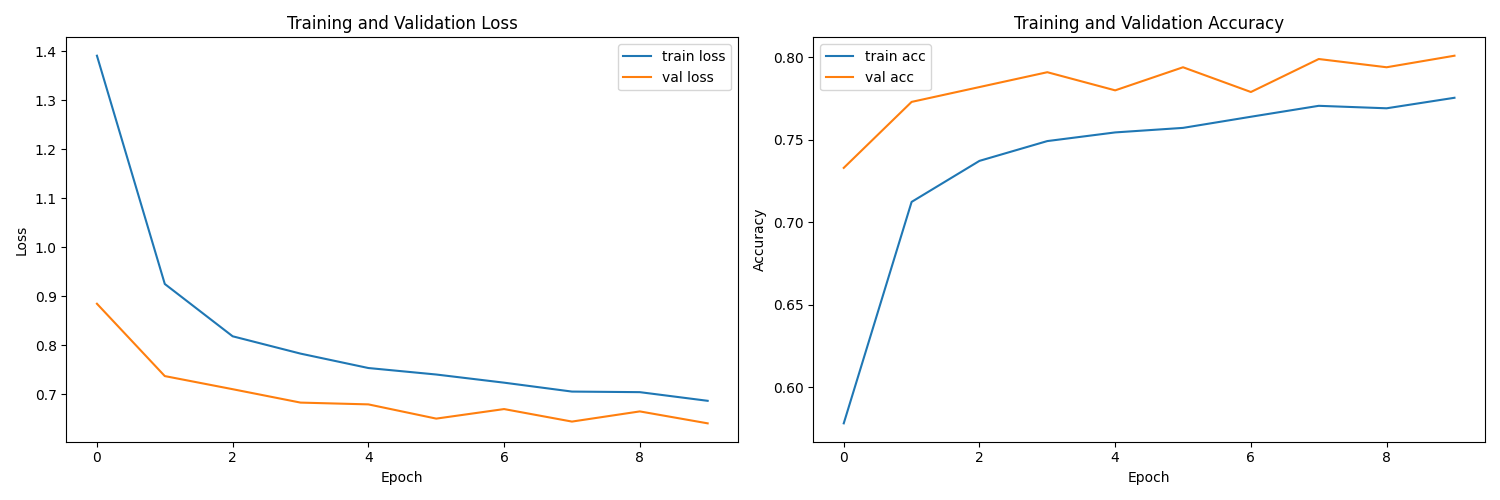 Training and Validation Loss
1.4
1.3
1.2
1.1
1.0
0.9
0.8
0.7
Loss
train loss
val loss
0 2 4 6 8
Epoch
Training and Validation Accuracy
0.80
0.75
0.70
0.65
0.60
Accuracy
train acc
val acc
0 2 4 6 8
Epoch